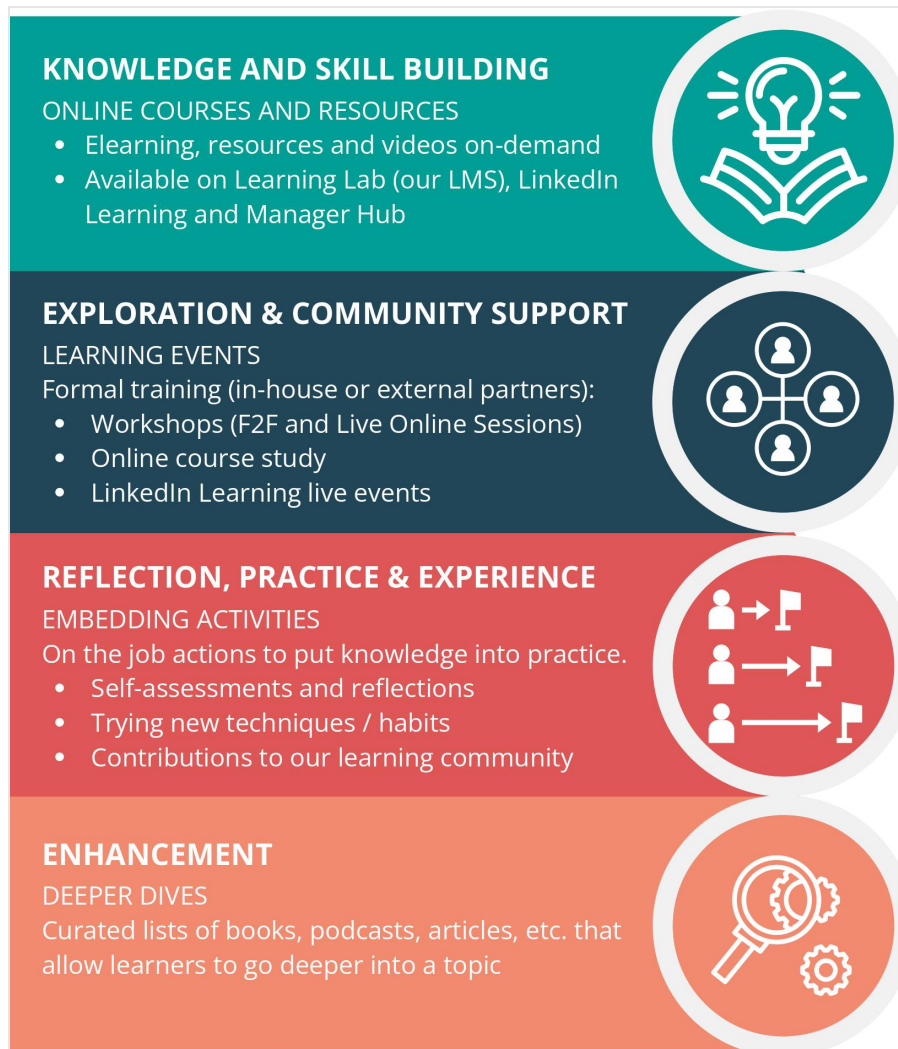 KNOWLEDGE AND SKILL BUILDING
ONLINE COURSES AND RESOURCES
• Elearning, resources and videos on-demand
• Available on Learning Lab (our LMS), LinkedIn
Learning and Manager Hub
EXPLORATION & COMMUNITY SUPPORT
LEARNING EVENTS
Formal training (in-house or external partners):
• Workshops (F2F and Live Online Sessions)
• Online course study
• LinkedIn Learning live events
REFLECTION, PRACTICE & EXPERIENCE
EMBEDDING ACTIVITIES
On the job actions to put knowledge into practice.
• Self-assessments and reflections
• Trying new techniques / habits
• Contributions to our learning community
ENHANCEMENT
DEEPER DIVES
Curated lists of books, podcasts, articles, etc. that
allow learners to go deeper into a topic